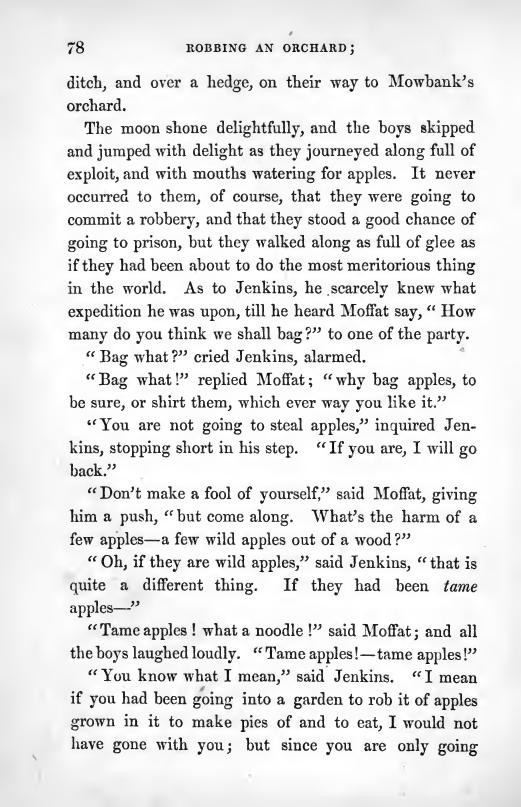 78 ROBBING AN ORCHARD;
ditch, and over a hedge, on their way to Mowbank's
orchard.
The moon shone delightfully, and the boys skipped
and jumped with delight as they journeyed along full of
exploit, and with mouths watering for apples. It never
occurred to them, of course, that they were going to
commit a robbery, and that they stood a good chance of
going to prison, but they walked along as full of glee as
if they had been about to do the most meritorious thing
in the world. As to Jenkins, he scarcely knew what
expedition he was upon, till he heard Moffat say, “ How
many do you think we shall bag?” to one of the party.
“ Bag what?” cried Jenkins, alarmed.
“Bag what!” replied Moffat; “why bag apples, to
be sure, or shirt them, which ever way you like it.”
“You are not going to steal apples,” inquired Jen-
kins, stopping short in his step. “If you are, I will go
back.”
“Don't make a fool of yourself,” said Moffat, giving
him a push, “but come along. What's the harm of a
few apples—a few wild apples out of a wood?”
“ Oh, if they are wild apples,” said Jenkins, “that is
quite a different thing. If they had been tame
apples—”
“Tame apples ! what a noodle !” said Moffat; and all
the boys laughed loudly. “Tame apples!—tame apples!”
“You know what I mean,” said Jenkins. “I mean
if you had been going into a garden to rob it of apples
grown in it to make pies of and to eat, I would not
have gone with you; but since you are only going